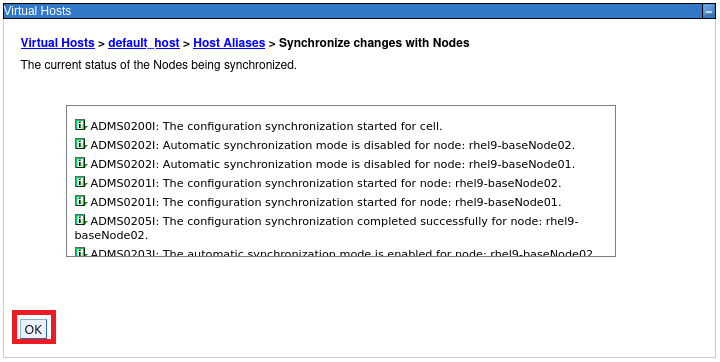 Virtual Hosts
Virtual Hosts > default_host > Host Aliases > Synchronize changes with Nodes
The current status of the Nodes being synchronized.
ADMS0200I: The configuration synchronization started for cell.
ADMS0202I: Automatic synchronization mode is disabled for node: rhel9-baseNode02.
ADMS0202I: Automatic synchronization mode is disabled for node: rhel9-baseNode01.
ADMS0201I: The configuration synchronization started for node: rhel9-baseNode02.
ADMS0201I: The configuration synchronization started for node: rhel9-baseNode01.
ADMS0205I: The configuration synchronization completed successfully for node: rhel9-
baseNode02.
ADMS0203I: The automatic synchronization mode is enabled for node: rhel9-baseNode02.
OK